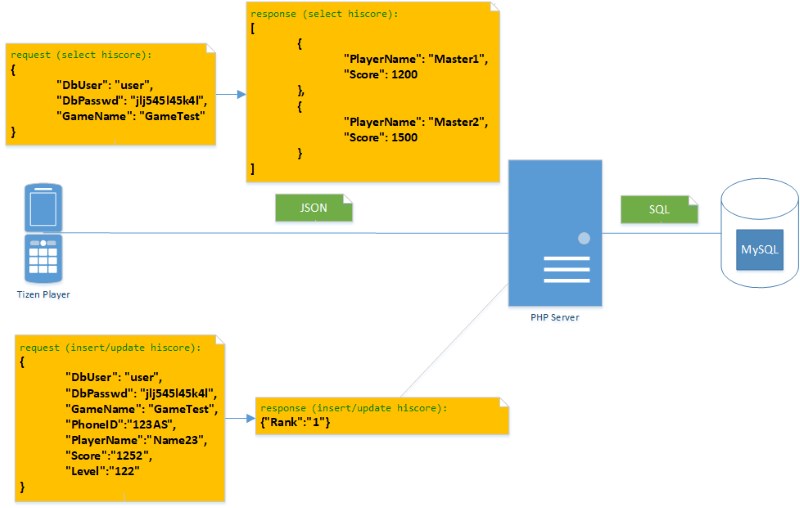 request (select hiscore):
{
"DbUser": "user",
"DbPasswd": "jlj545l45k4l",
"GameName": "GameTest"
}
response (select hiscore):
[
{
"PlayerName": "Master1",
"Score": 1200
},
{
"PlayerName": "Master2",
"Score": 1500
}
]
JSON
SQL
MySQL
Tizen Player
PHP Server
request (insert/update hiscore):
{
"DbUser": "user",
"DbPasswd": "jlj545l45k4l",
"GameName": "GameTest",
"PhoneID":"123AS",
"PlayerName":"Name23",
"Score":"1252",
"Level":"122"
}
response (insert/update hiscore):
{"Rank":"1"}